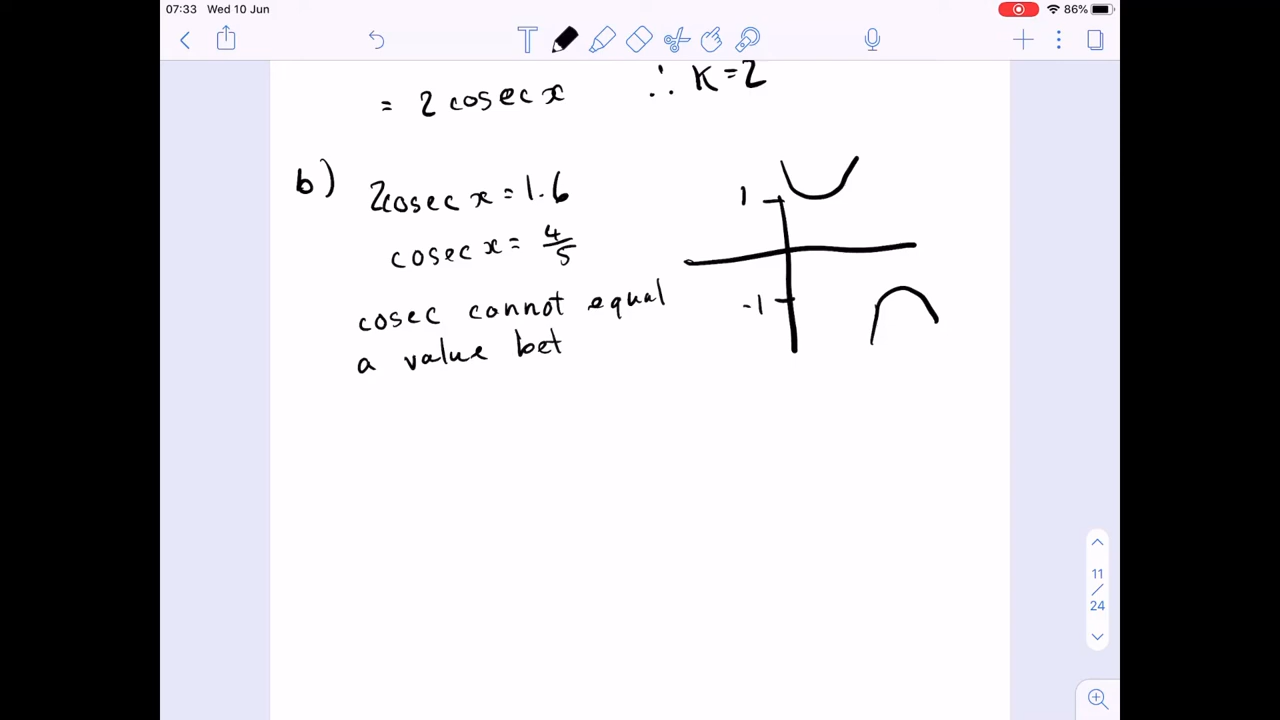 07:33 Wed 10 Jun
86%
= 2 cosec x ∴ K = 2
b) 2cosec x = 1.6
cosec x = 4/5
cosec cannot equal
a value bet
1
-1
11
/
24